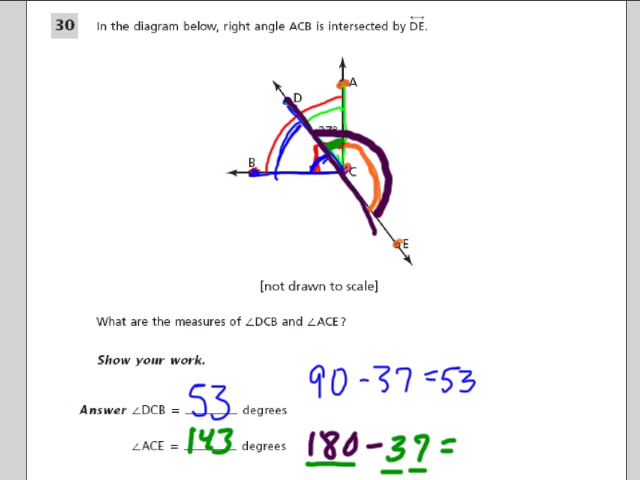 30 In the diagram below, right angle ACB is intersected by DE.
A
D
37°
B
C
E
[not drawn to scale]
What are the measures of ∠DCB and ∠ACE?
Show your work.
90 - 37 = 53
Answer ∠DCB = 53 degrees
∠ACE = 143 degrees
180 - 37 =